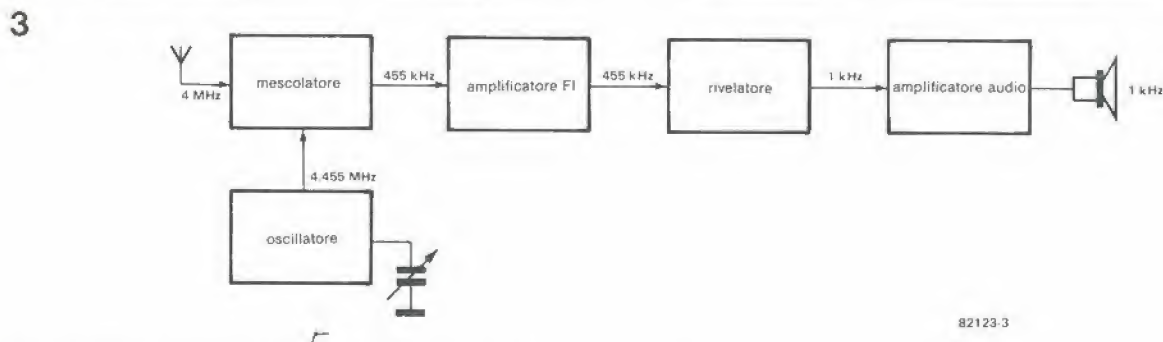 3
mescolatore
455 kHz
amplificatore FI
455 kHz
rivelatore
1 kHz
amplificatore audio
1 kHz
4 MHz
4.455 MHz
oscillatore
82123-3